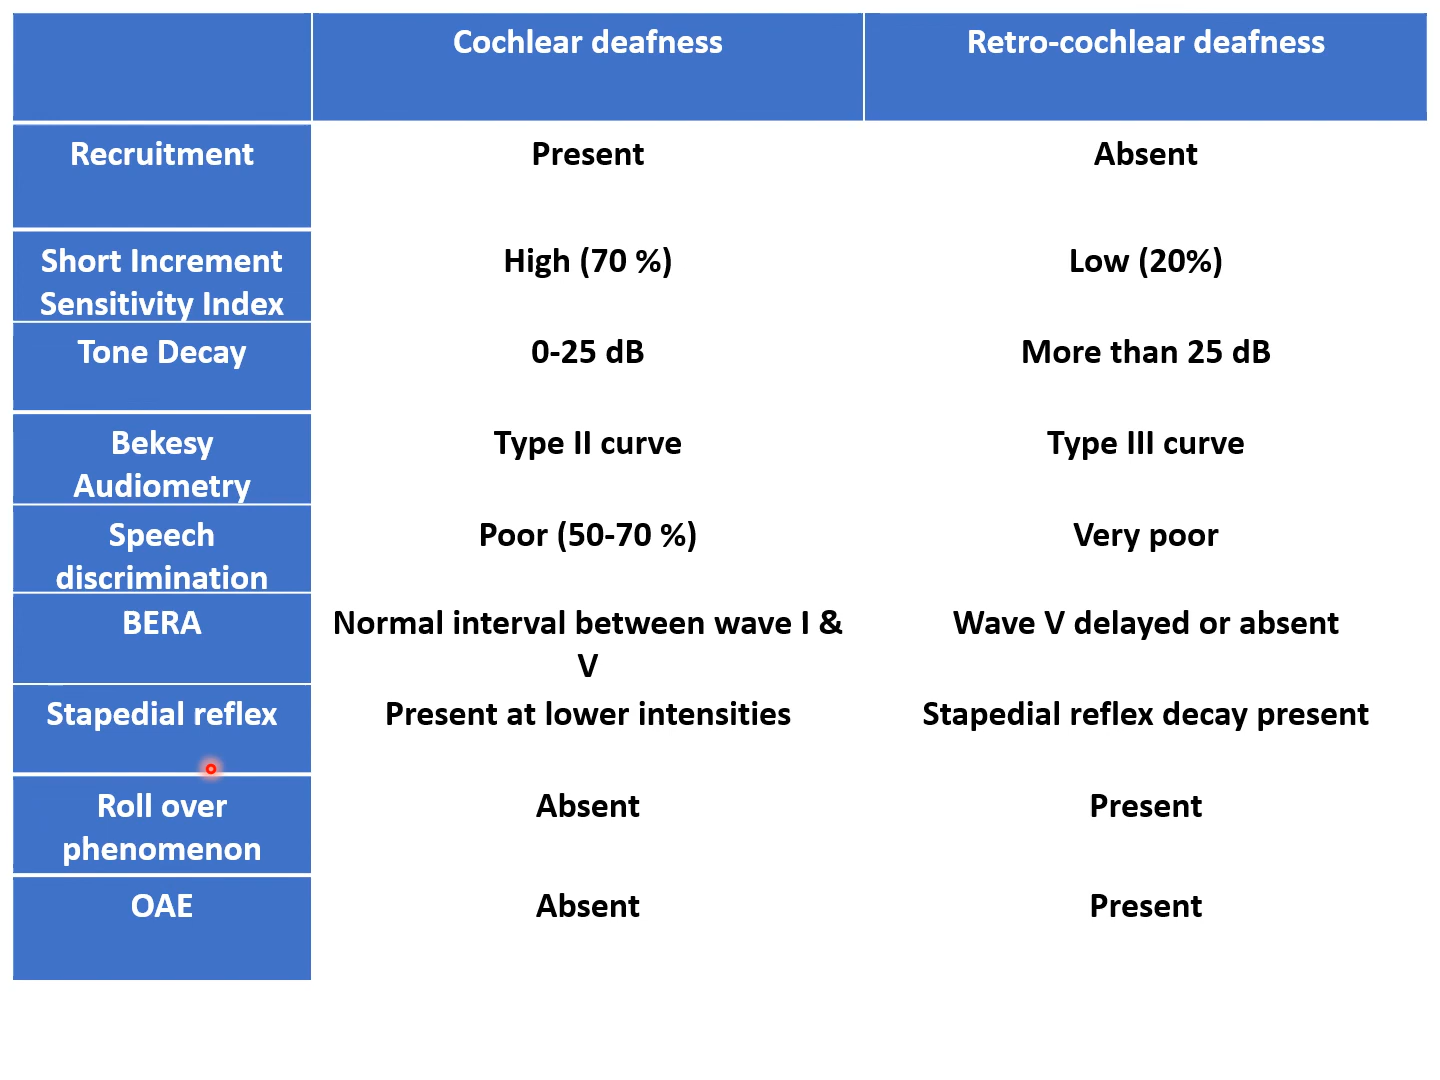 Cochlear deafness
Retro-cochlear deafness
Recruitment
Present
Absent
Short Increment
Sensitivity Index
High (70 %)
Low (20%)
Tone Decay
0-25 dB
More than 25 dB
Bekesy
Audiometry
Type II curve
Type III curve
Speech
discrimination
Poor (50-70 %)
Very poor
BERA
Normal interval between wave I &
V
Wave V delayed or absent
Stapedial reflex
Present at lower intensities
Stapedial reflex decay present
Roll over
phenomenon
Absent
Present
OAE
Absent
Present